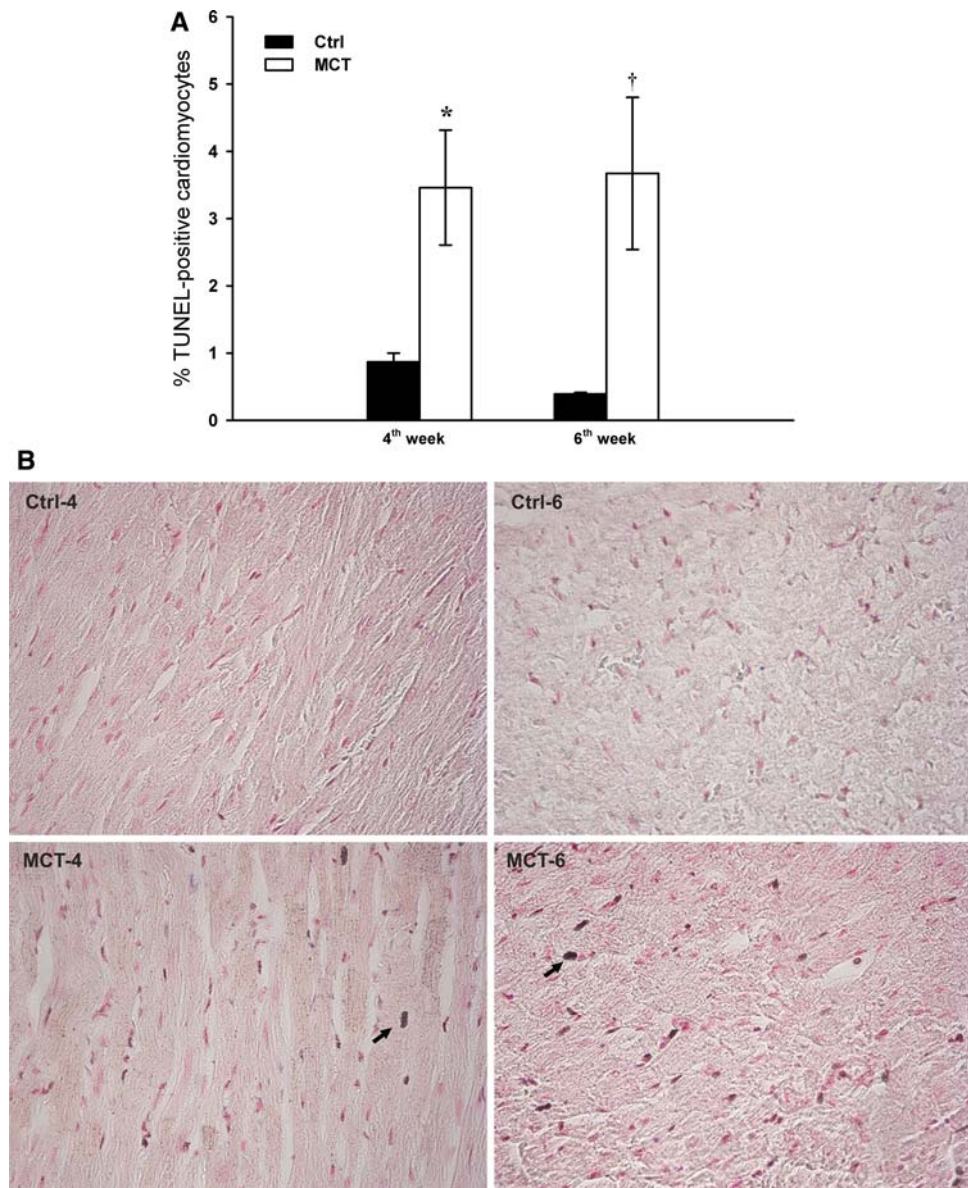 A
% TUNEL-positive cardiomyocytes
6
5
4
3
2
1
0
Ctrl
MCT
*
†
4th week
6th week
B
Ctrl-4
Ctrl-6
MCT-4
MCT-6